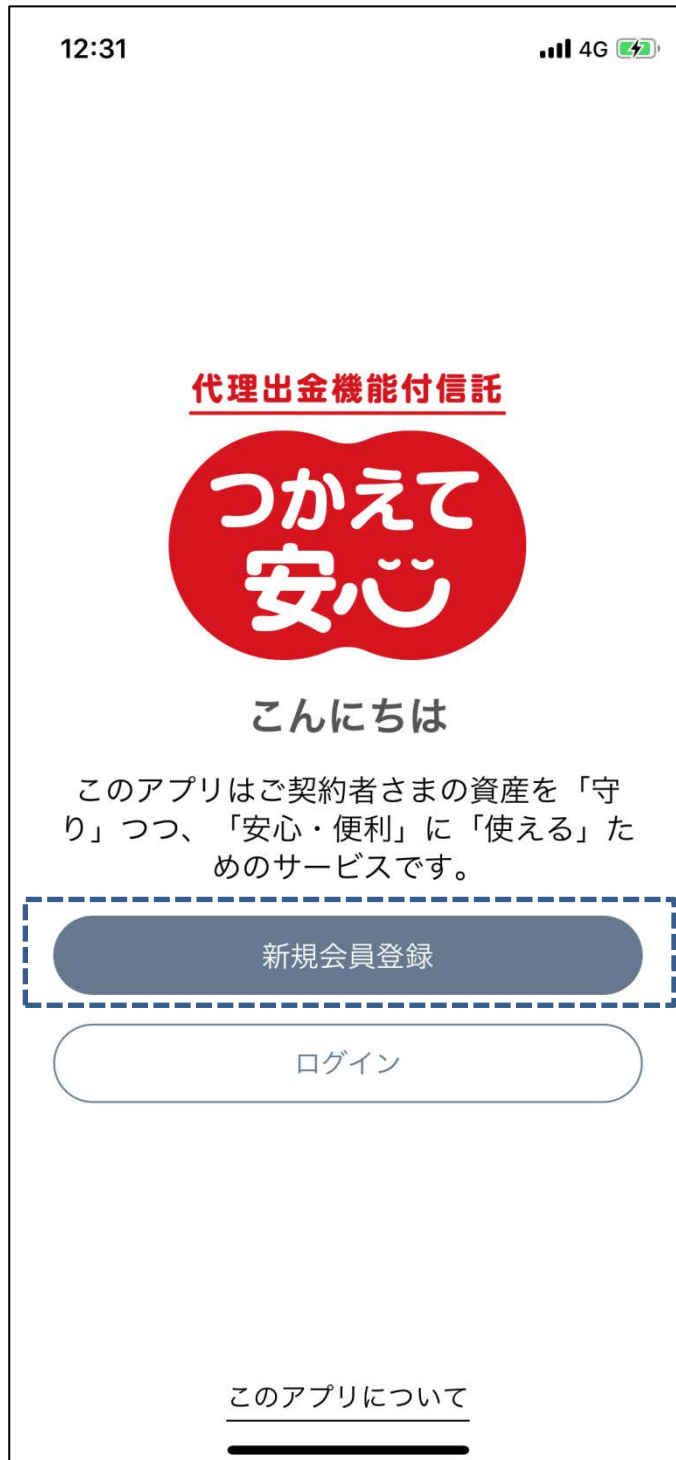 12:31 4G
代理出金機能付信託
つかえて
安心
こんにちは
このアプリはご契約者さまの資産を「守
り」つつ、「安心・便利」に「使える」た
めのサービスです。
新規会員登録
ログイン
このアプリについて